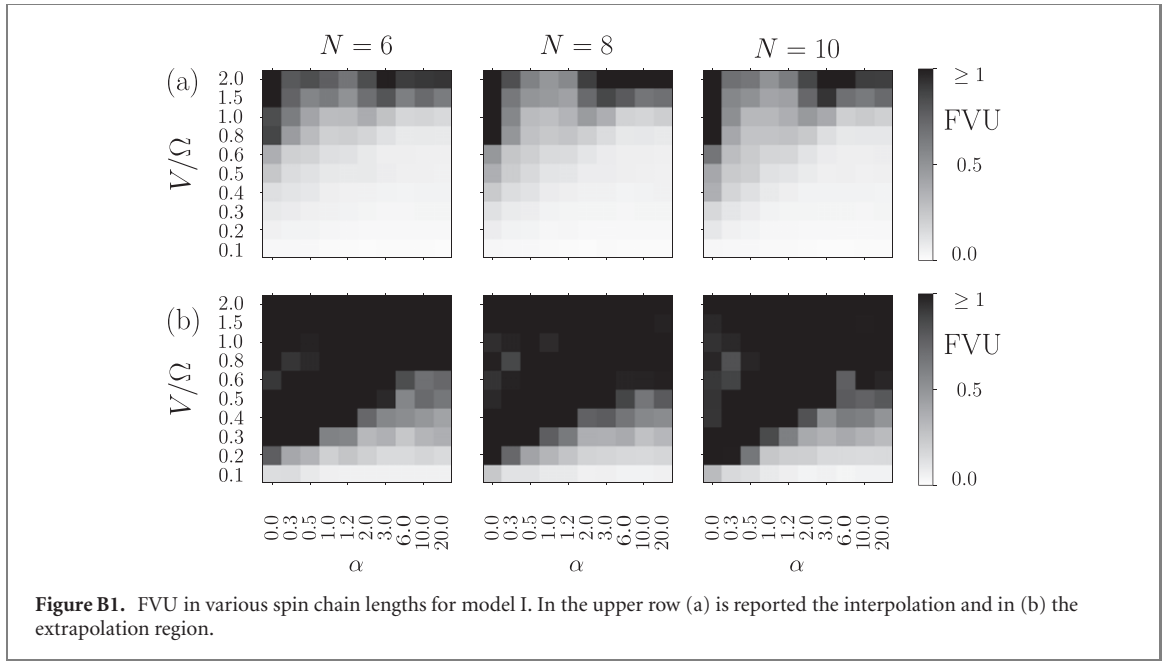 N = 6 N = 8 N = 10
(a)
V/Ω
2.0
1.5
1.0
0.8
0.6
0.5
0.4
0.3
0.2
0.1
≥ 1
FVU
0.5
0.0
(b)
V/Ω
2.0
1.5
1.0
0.8
0.6
0.5
0.4
0.3
0.2
0.1
≥ 1
FVU
0.5
0.0
0.0 0.3 0.5 1.0 1.2 2.0 3.0 6.0 10.0 20.0
0.0 0.3 0.5 1.0 1.2 2.0 3.0 6.0 10.0 20.0
0.0 0.3 0.5 1.0 1.2 2.0 3.0 6.0 10.0 20.0
α α α
Figure B1. FVU in various spin chain lengths for model I. In the upper row (a) is reported the interpolation and in (b) the
extrapolation region.